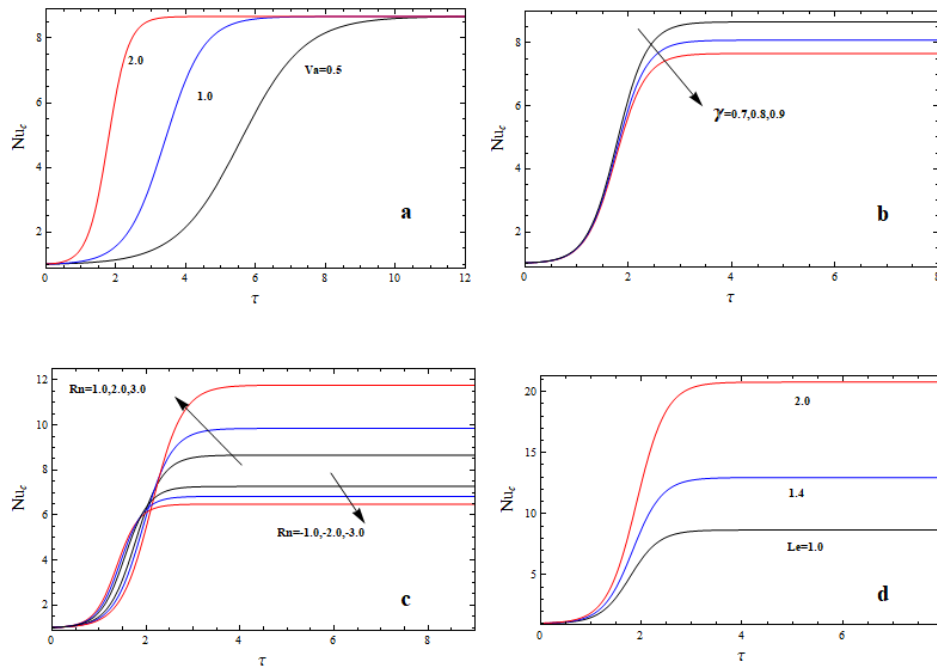 8
6
4
2
Nu_c
2.0
1.0
Va=0.5
a
0 2 4 6 8 10 12
τ
8
6
4
2
Nu_c
γ=0.7,0.8,0.9
b
0 2 4 6 8
τ
12
10
8
6
4
2
Nu_c
Rn=1.0,2.0,3.0
Rn=-1.0,-2.0,-3.0
c
0 2 4 6 8
τ
20
15
10
5
Nu_c
2.0
1.4
Le=1.0
d
0 2 4 6
τ